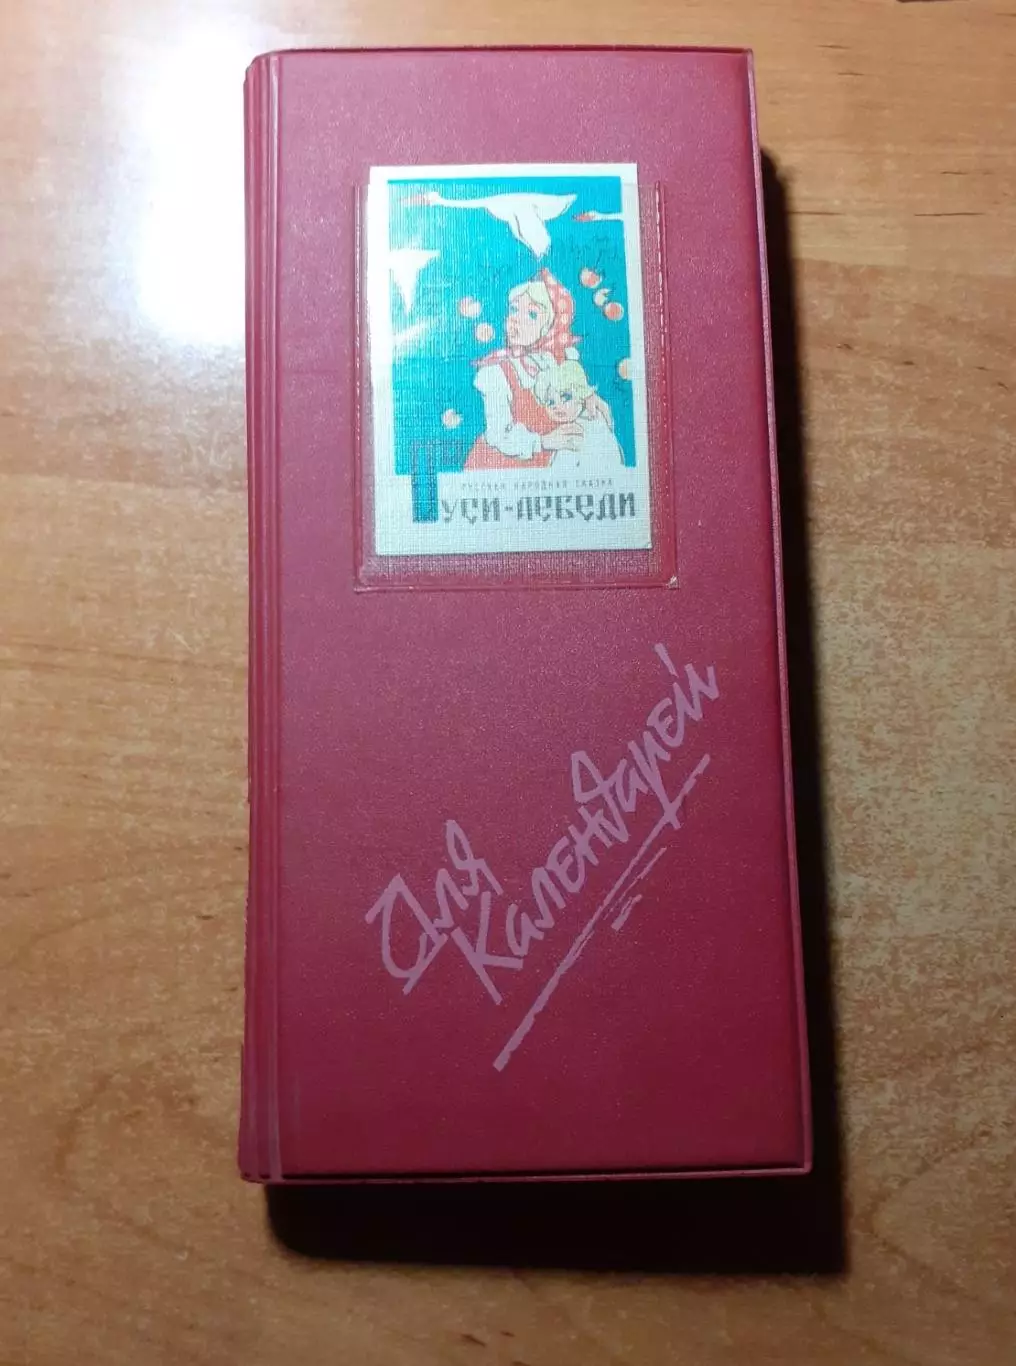 РУССКАЯ НАРОДНАЯ СКАЗКА
ГУСИ-ЛЕБЕДИ
Для
Календарей